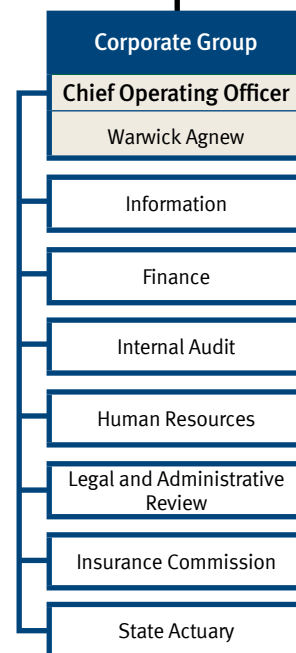 Corporate Group
Chief Operating Officer
Warwick Agnew
Information
Finance
Internal Audit
Human Resources
Legal and Administrative
Review
Insurance Commission
State Actuary